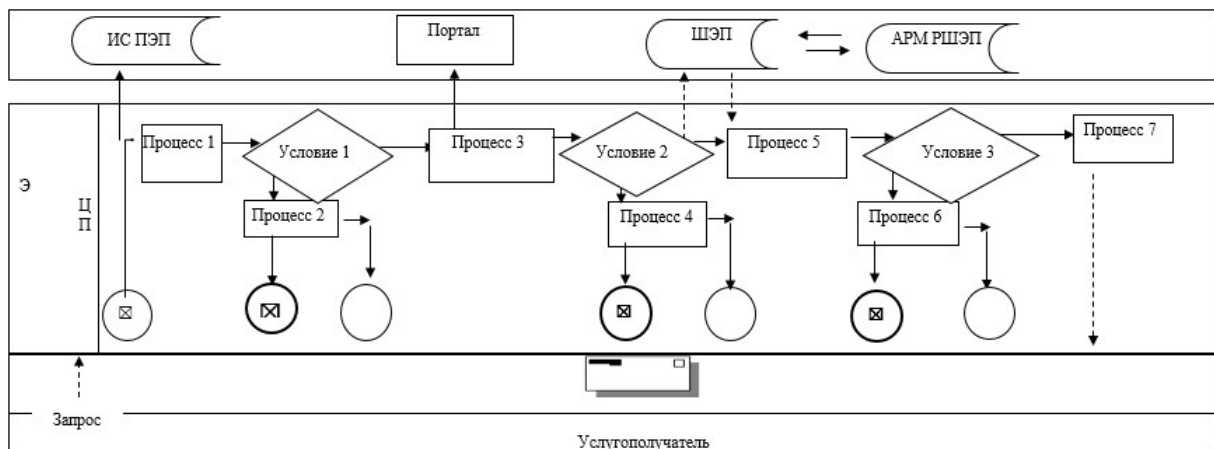 ИС ПЭП
Портал
ШЭП
АРМ РШЭП
Процесс 1
Условие 1
Процесс 3
Условие 2
Процесс 5
Условие 3
Процесс 7
Э
Ц
П
Процесс 2
Процесс 4
Процесс 6
Запрос
Услугополучатель